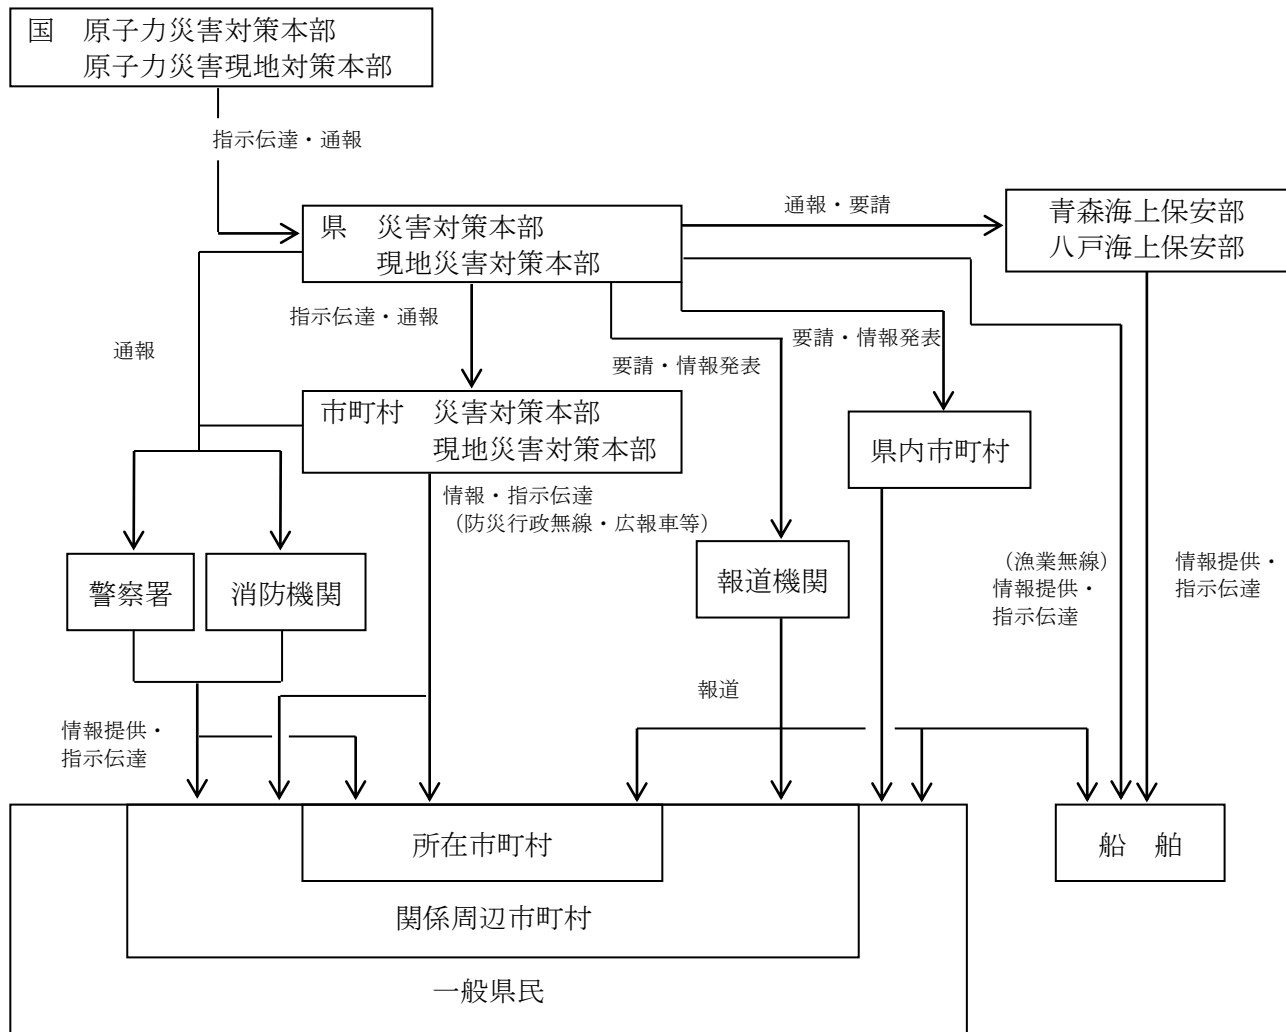 国　原子力災害対策本部
原子力災害現地対策本部
指示伝達・通報
県　災害対策本部
現地災害対策本部
通報・要請
青森海上保安部
八戸海上保安部
通報
指示伝達・通報
要請・情報発表
要請・情報発表
市町村　災害対策本部
現地災害対策本部
県内市町村
情報・指示伝達
（防災行政無線・広報車等）
警察署
消防機関
報道機関
（漁業無線）
情報提供・
指示伝達
情報提供・
指示伝達
報道
情報提供・
指示伝達
所在市町村
関係周辺市町村
一般県民
船　舶